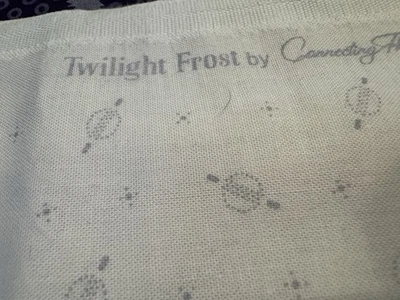 Twilight Frost by Connecting